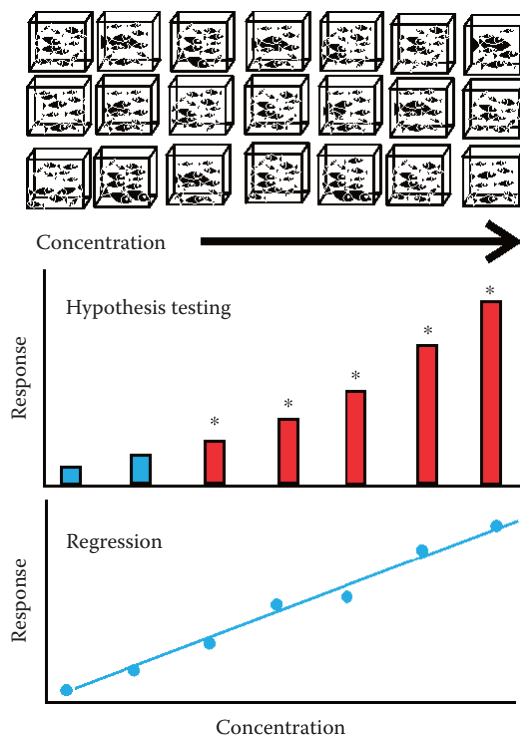 Concentration
Hypothesis testing
Response
*
*
*
*
*
Regression
Response
Concentration